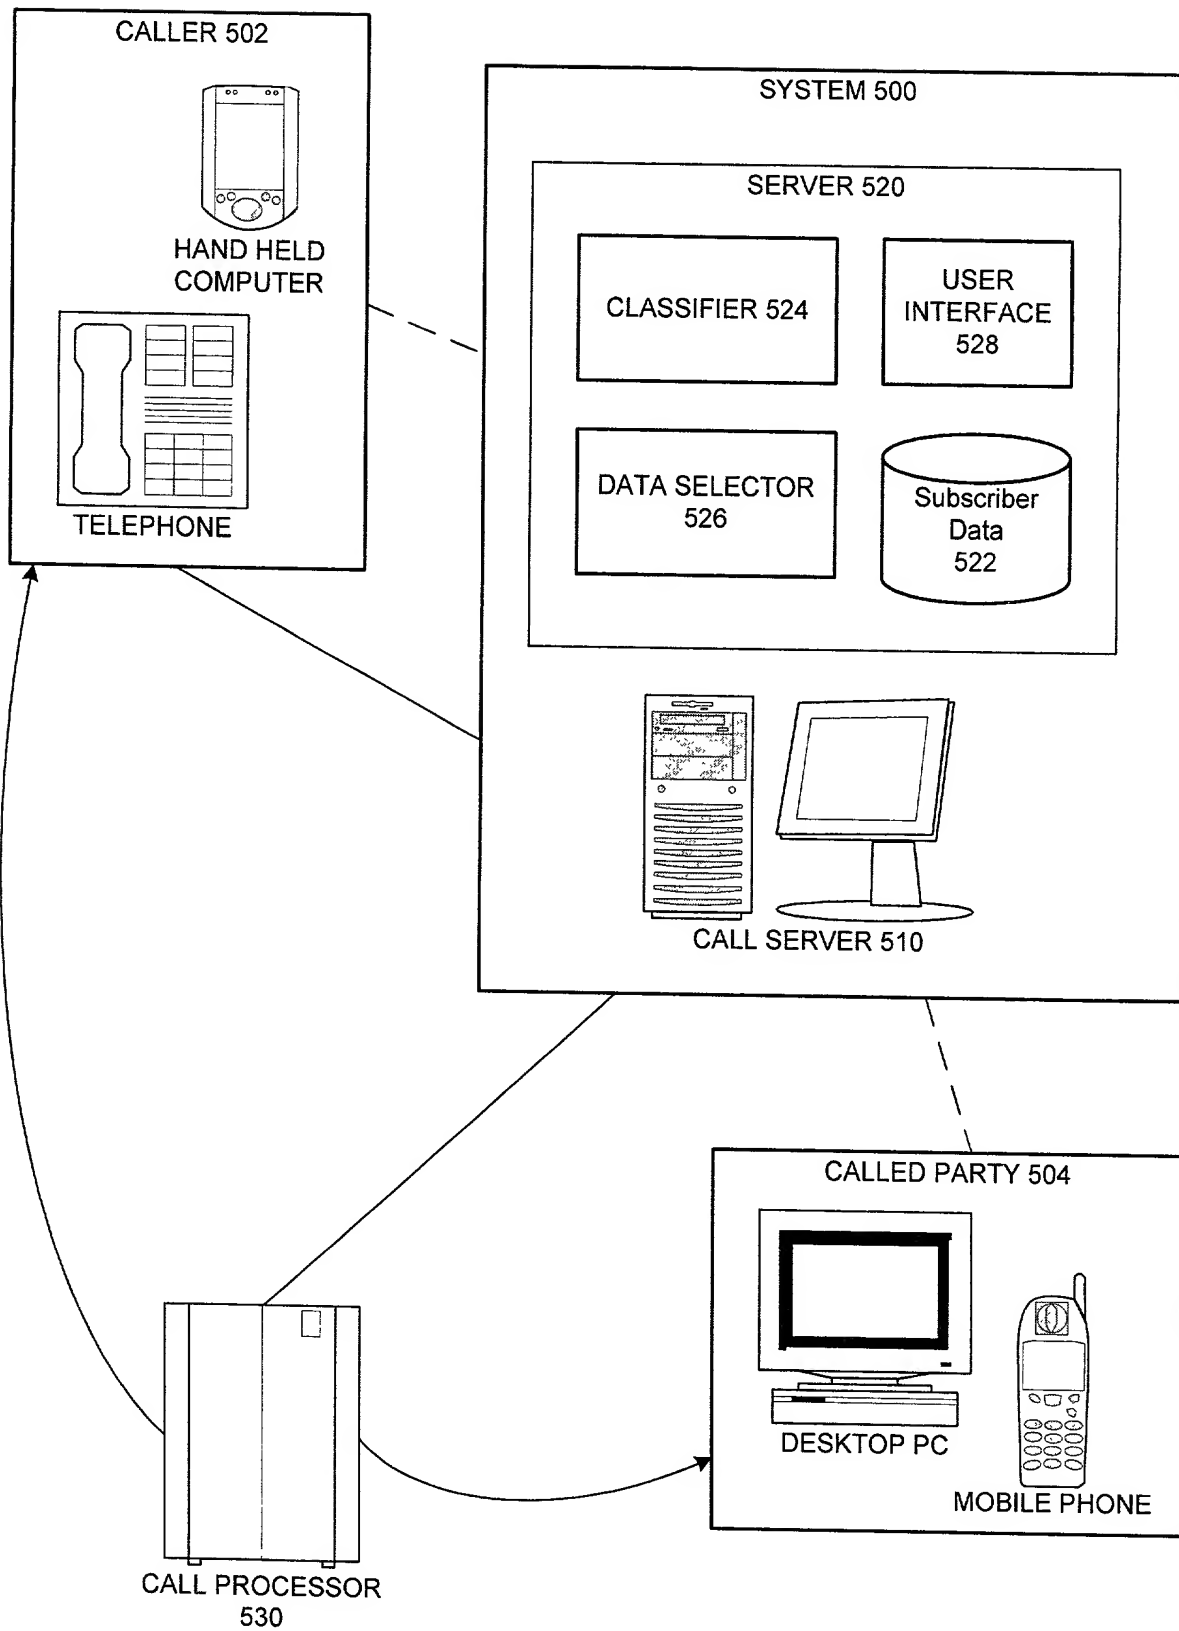 CALLER 502
HAND HELD
COMPUTER
TELEPHONE
SYSTEM 500
SERVER 520
CLASSIFIER 524
USER
INTERFACE
528
DATA SELECTOR
526
Subscriber
Data
522
CALL SERVER 510
CALLED PARTY 504
DESKTOP PC
MOBILE PHONE
CALL PROCESSOR
530